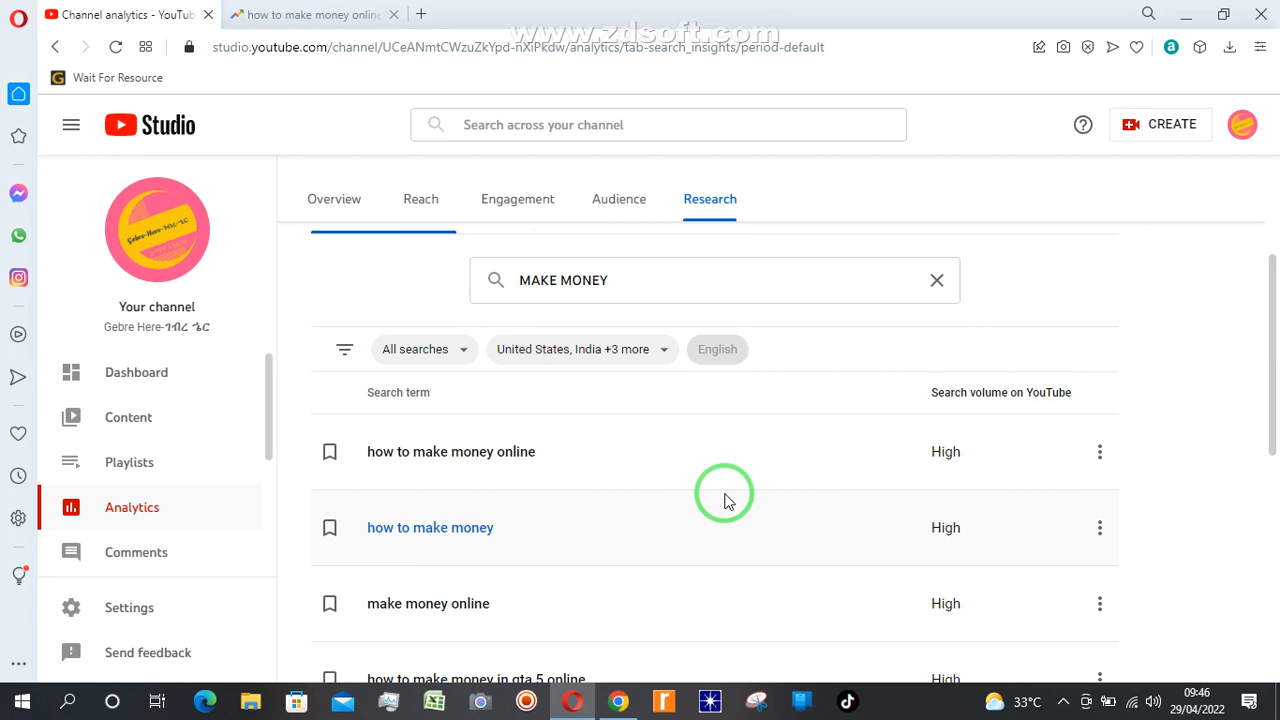 Channel analytics - YouTu
how to make money online
www.zdsoft.com
studio.youtube.com/channel/UCeANmtCWzuZkYpd-nXlPKdw/analytics/tab-search_insights/period-default
Wait For Resource
Studio
Search across your channel
CREATE
Overview
Reach
Engagement
Audience
Research
MAKE MONEY
Your channel
Gebre Here-ገብረ ኄር
All searches
United States, India +3 more
English
Dashboard
Search term
Search volume on YouTube
Content
how to make money online
High
Playlists
Analytics
how to make money
High
Comments
Settings
make money online
High
Send feedback
how to make money in gta 5 online
High
33°C
09:46
29/04/2022